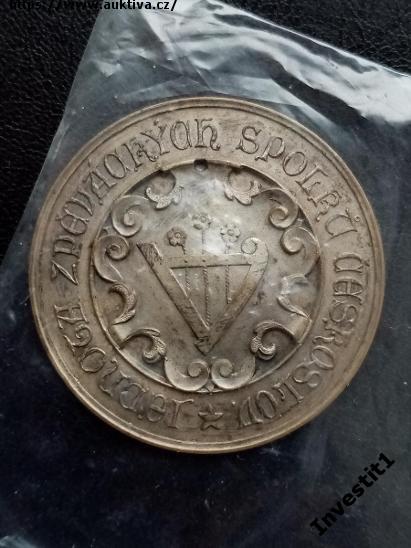 https://www.auktiva.cz/
JEDNOTA ZPĚVÁCKÝCH SPOLKŮ ČESKOSLOV.
Investit1